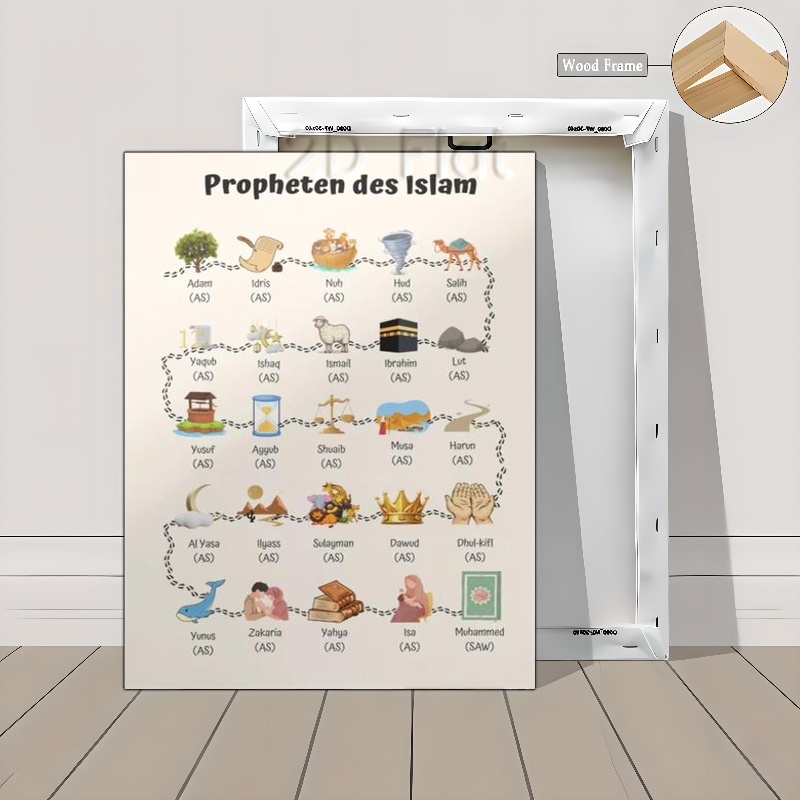 Wood Frame
2D Flat
Propheten des Islam
Adam Idris Nuh Hud Salih
(AS) (AS) (AS) (AS) (AS)
Yaqub Ishaq Ismail Ibrahim Lut
(AS) (AS) (AS) (AS) (AS)
Yusuf Ayyub Shuaib Musa Harun
(AS) (AS) (AS) (AS) (AS)
Al Yasa Ilyass Sulayman Dawud Dhul-kifl
(AS) (AS) (AS) (AS) (AS)
Yunus Zakaria Yahya Isa Muhammed
(AS) (AS) (AS) (AS) (SAW)